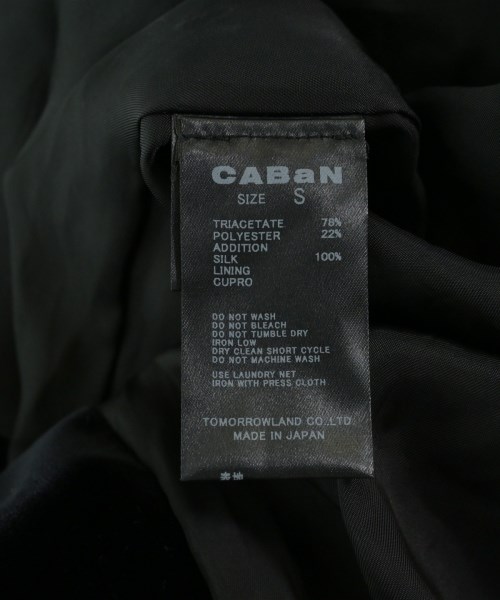 CABaN
SIZE S
TRIACETATE 78%
POLYESTER 22%
ADDITION
SILK 100%
LINING
CUPRO
DO NOT WASH
DO NOT BLEACH
DO NOT TUMBLE DRY
IRON LOW
DRY CLEAN SHORT CYCLE
DO NOT MACHINE WASH
USE LAUNDRY NET
IRON WITH PRESS CLOTH
TOMORROWLAND CO.,LTD.
MADE IN JAPAN